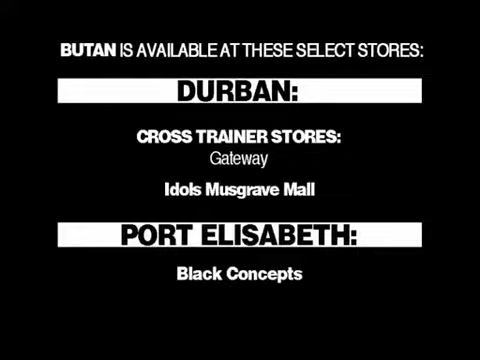 BUTAN IS AVAILABLE AT THESE SELECT STORES:
DURBAN:
CROSS TRAINER STORES:
Gateway
Idols Musgrave Mall
PORT ELISABETH:
Black Concepts